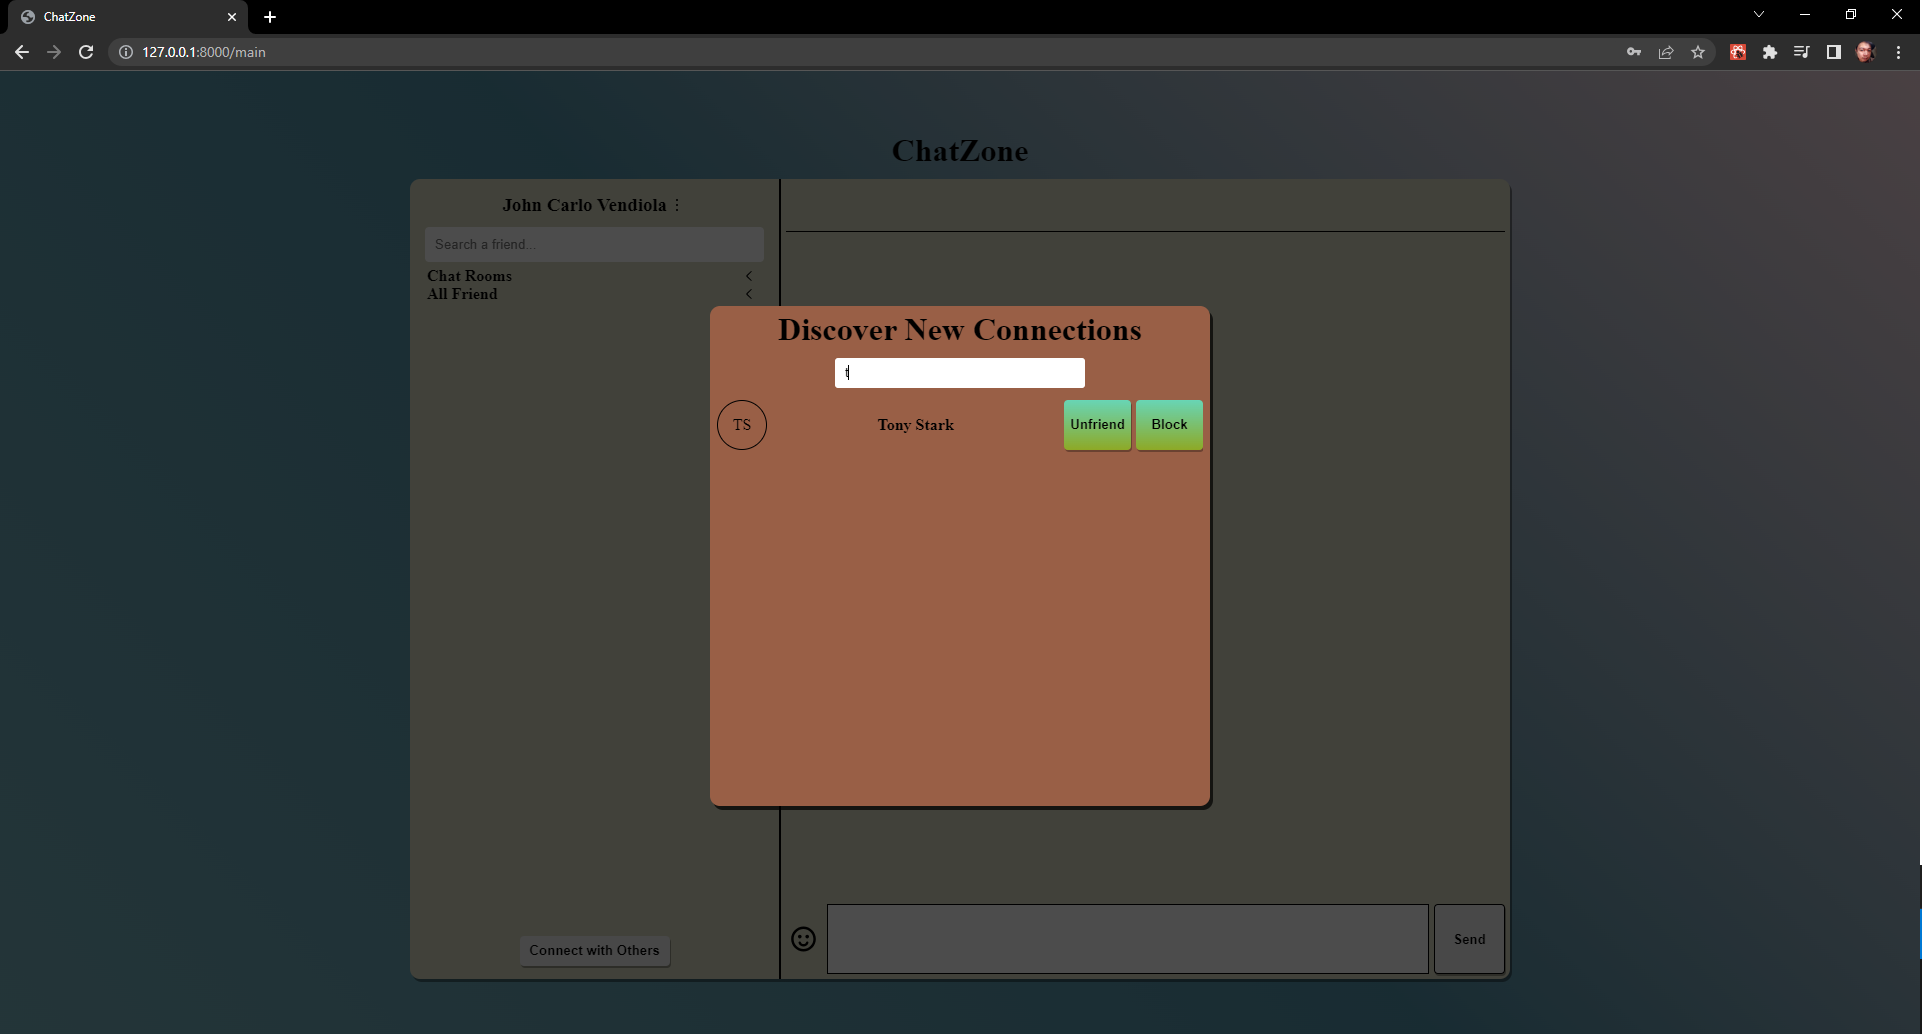 ChatZone
127.0.0.1:8000/main
ChatZone
John Carlo Vendiola
Search a friend...
Chat Rooms
All Friend
Discover New Connections
t
TS Tony Stark Unfriend Block
Connect with Others
Send